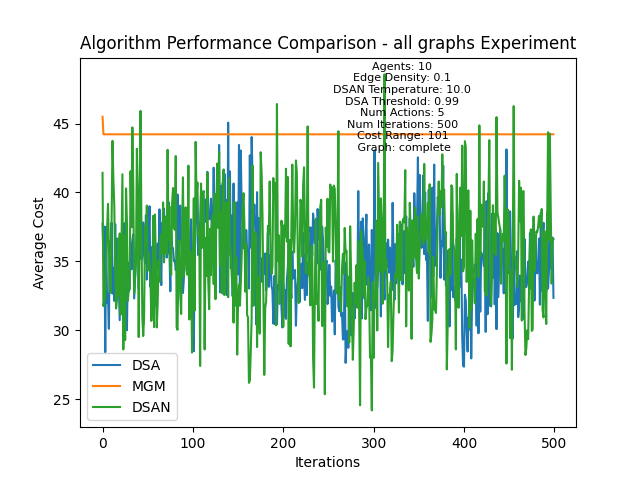 Algorithm Performance Comparison - all graphs Experiment
Agents: 10
Edge Density: 0.1
DSAN Temperature: 10.0
DSA Threshold: 0.99
Num Actions: 5
Num Iterations: 500
Cost Range: 101
Graph: complete
Average Cost
45
40
35
30
25
DSA
MGM
DSAN
0
100
200
300
400
500
Iterations